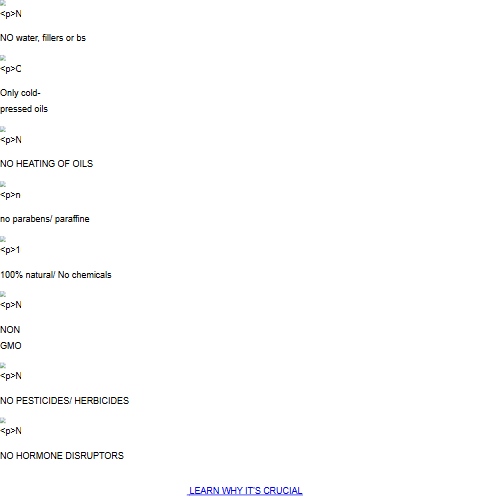 <p>N
NO water, fillers or bs
<p>C
Only cold-
pressed oils
<p>N
NO HEATING OF OILS
<p>n
no parabens/ paraffine
<p>1
100% natural/ No chemicals
<p>N
NON
GMO
<p>N
NO PESTICIDES/ HERBICIDES
<p>N
NO HORMONE DISRUPTORS
LEARN WHY IT'S CRUCIAL